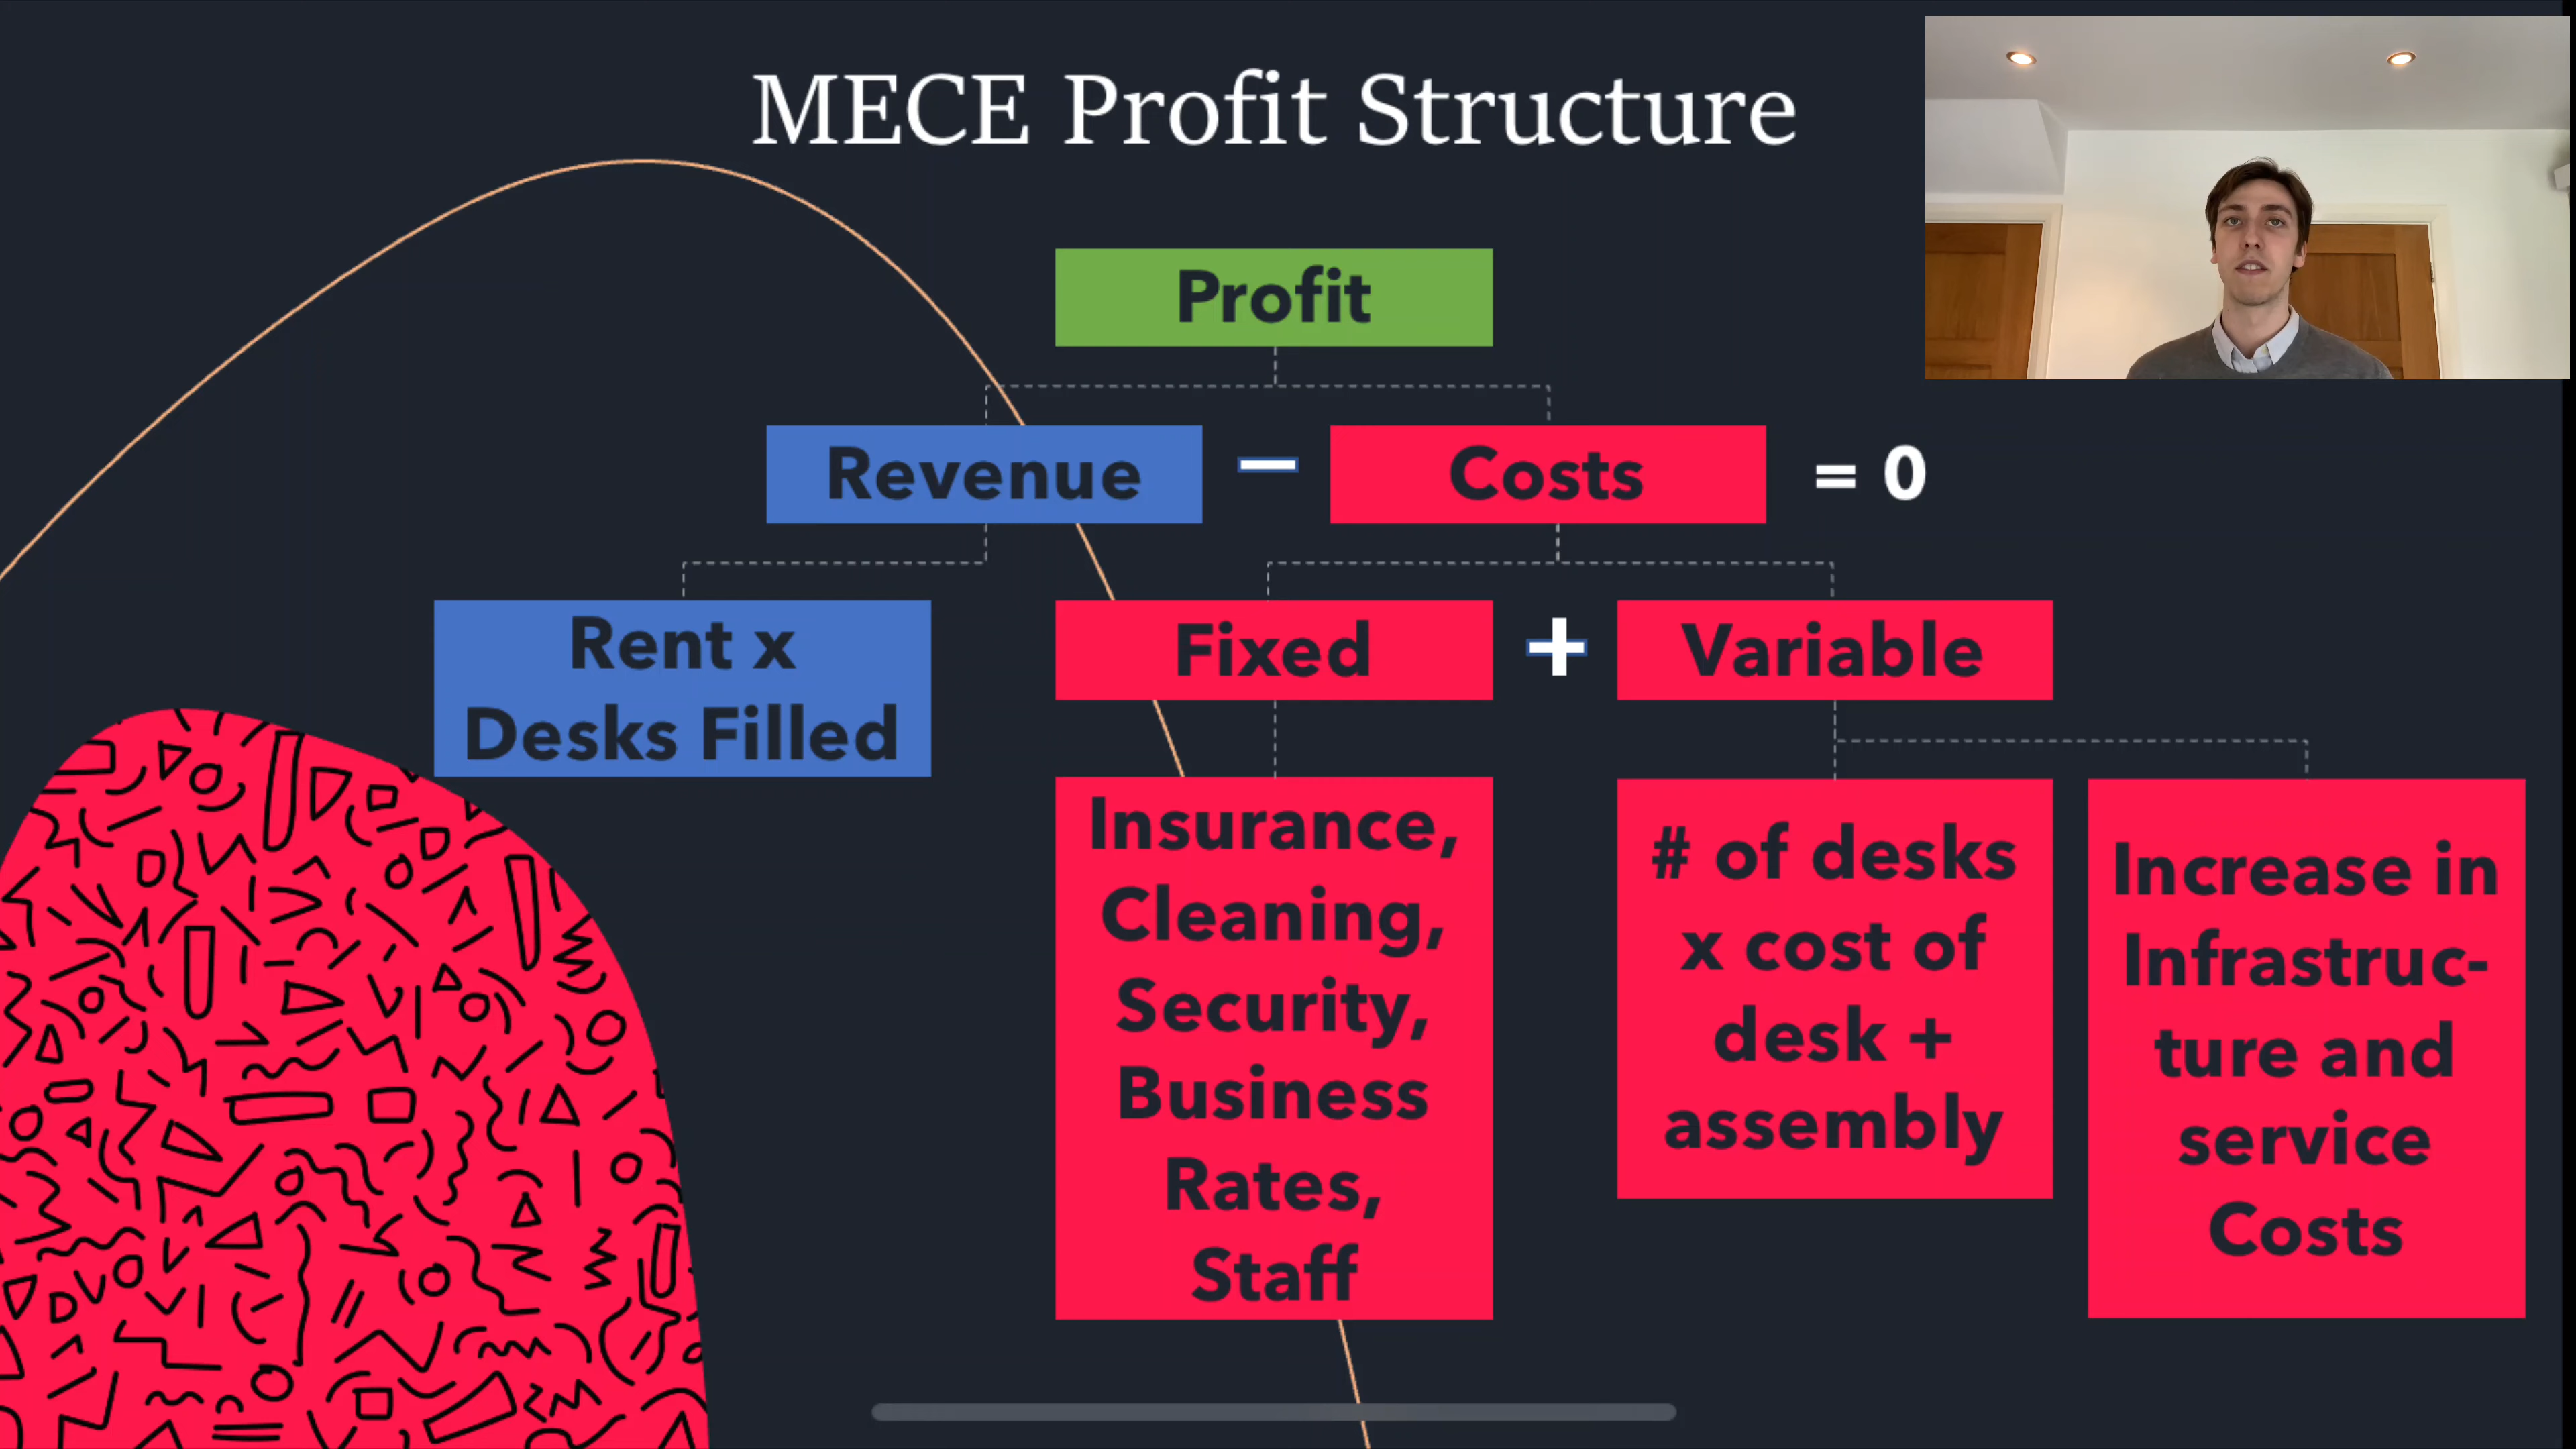 MECE Profit Structure
Profit
Revenue
−
Costs
= 0
Rent x
Desks Filled
Fixed
+
Variable
Insurance,
Cleaning,
Security,
Business
Rates,
Staff
# of desks
x cost of
desk +
assembly
Increase in
Infrastruc-
ture and
service
Costs